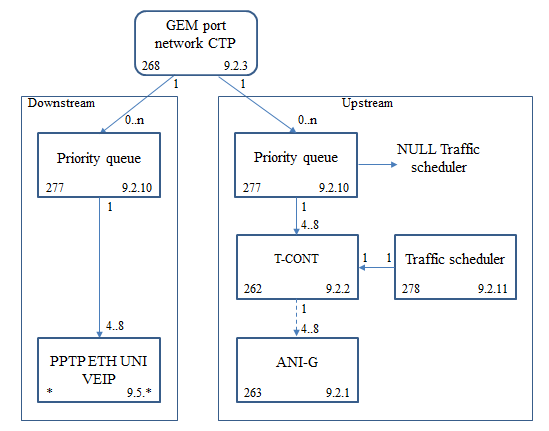 GEM port
network CTP
268 9.2.3
1 1
Downstream
Upstream
0..n
0..n
Priority queue
277 9.2.10
Priority queue
277 9.2.10
NULL Traffic
scheduler
1
1
4..8
T-CONT
262 9.2.2
1 1
Traffic scheduler
278 9.2.11
1
4..8
4..8
PPTP ETH UNI
VEIP
* 9.5.*
ANI-G
263 9.2.1